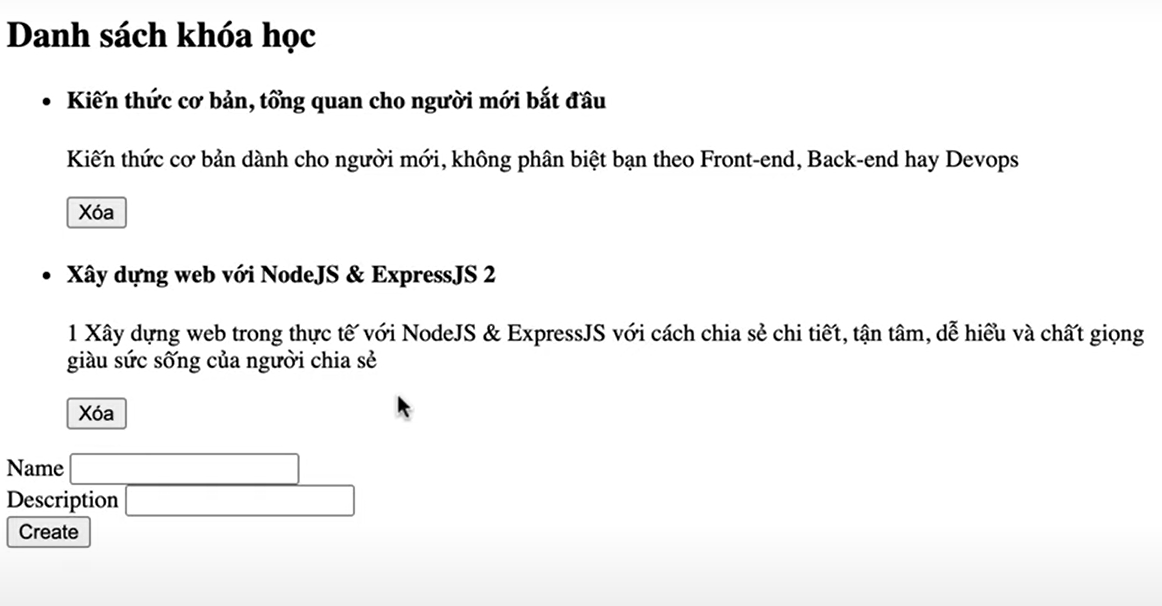 Danh sách khóa học
Kiến thức cơ bản, tổng quan cho người mới bắt đầu
Kiến thức cơ bản dành cho người mới, không phân biệt bạn theo Front-end, Back-end hay Devops
Xóa
Xây dựng web với NodeJS & ExpressJS 2
1 Xây dựng web trong thực tế với NodeJS & ExpressJS với cách chia sẻ chi tiết, tận tâm, dễ hiểu và chất giọng
giàu sức sống của người chia sẻ
Xóa
Name
Description
Create